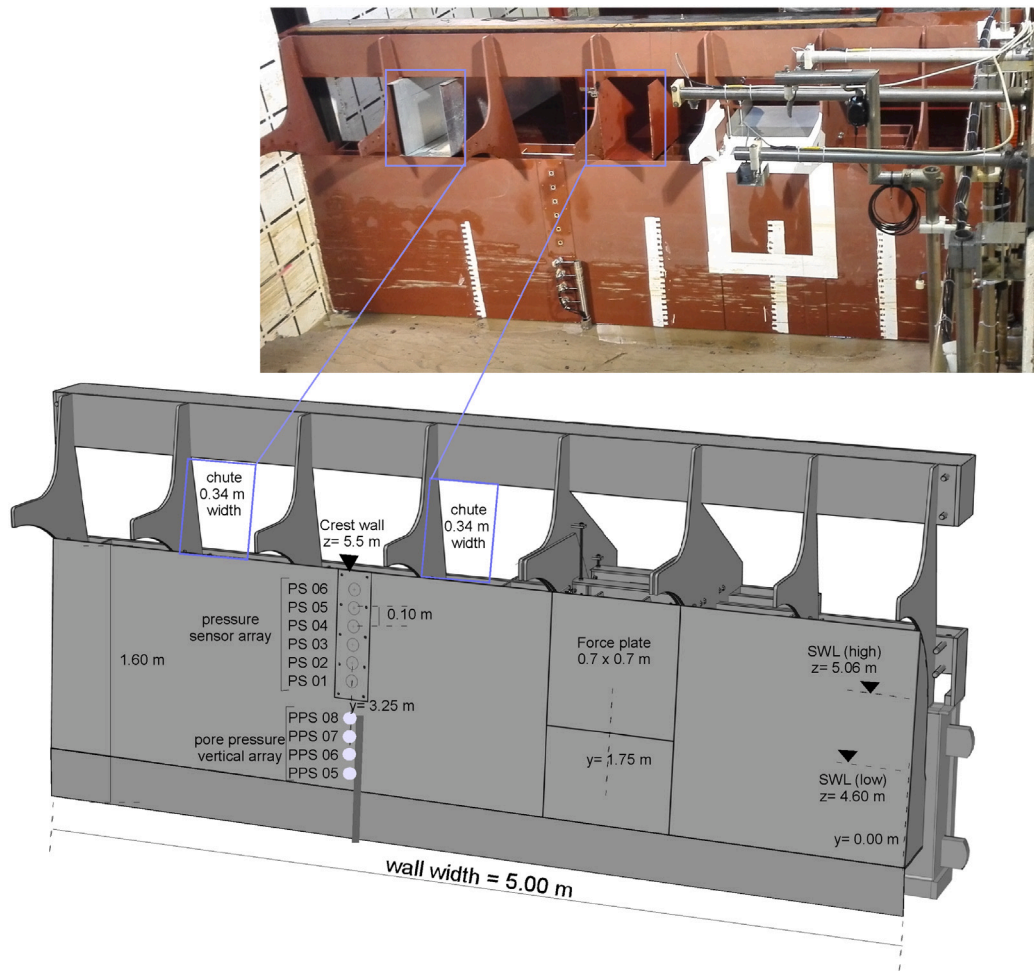 chute
0.34 m
width
chute
0.34 m
width
Crest wall
z= 5.5 m
PS 06
PS 05
PS 04
PS 03
PS 02
PS 01
pressure
sensor array
0.10 m
1.60 m
y= 3.25 m
PPS 08
PPS 07
PPS 06
PPS 05
pore pressure
vertical array
Force plate
0.7 x 0.7 m
y= 1.75 m
SWL (high)
z= 5.06 m
SWL (low)
z= 4.60 m
y= 0.00 m
wall width = 5.00 m